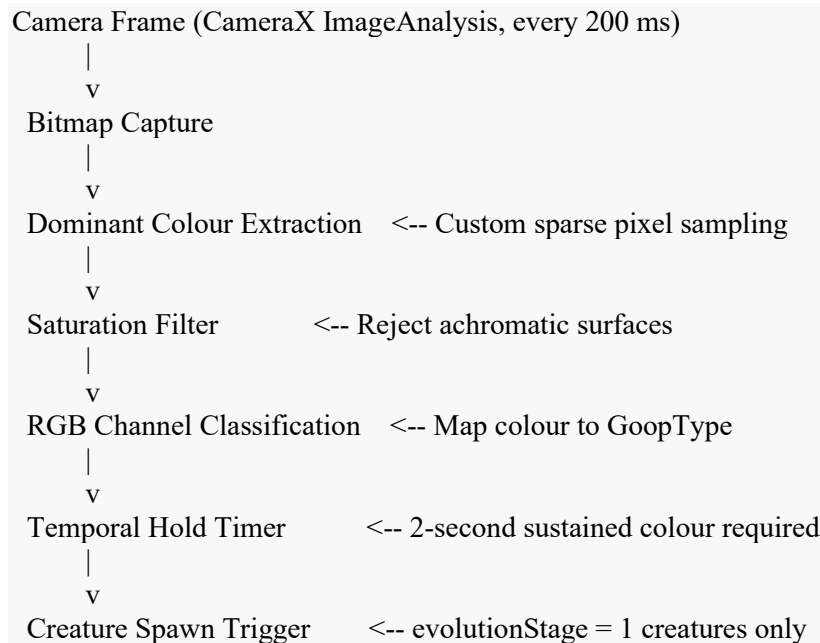 Camera Frame (CameraX ImageAnalysis, every 200 ms)
|
v
Bitmap Capture
|
v
Dominant Colour Extraction <-- Custom sparse pixel sampling
|
v
Saturation Filter <-- Reject achromatic surfaces
|
v
RGB Channel Classification <-- Map colour to GoopType
|
v
Temporal Hold Timer <-- 2-second sustained colour required
|
v
Creature Spawn Trigger <-- evolutionStage = 1 creatures only